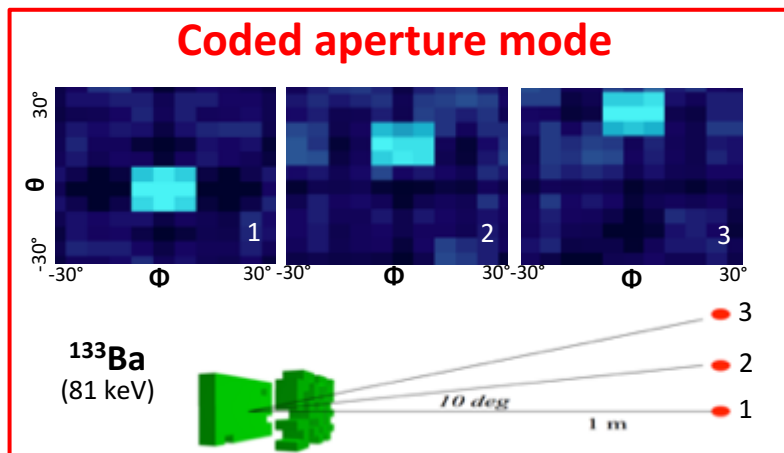 Coded aperture mode
30°
θ
-30°
1
2
3
-30°
Φ
30°
-30°
Φ
30°
-30°
Φ
30°
3
¹³³Ba
(81 keV)
2
10 deg
1
1 m